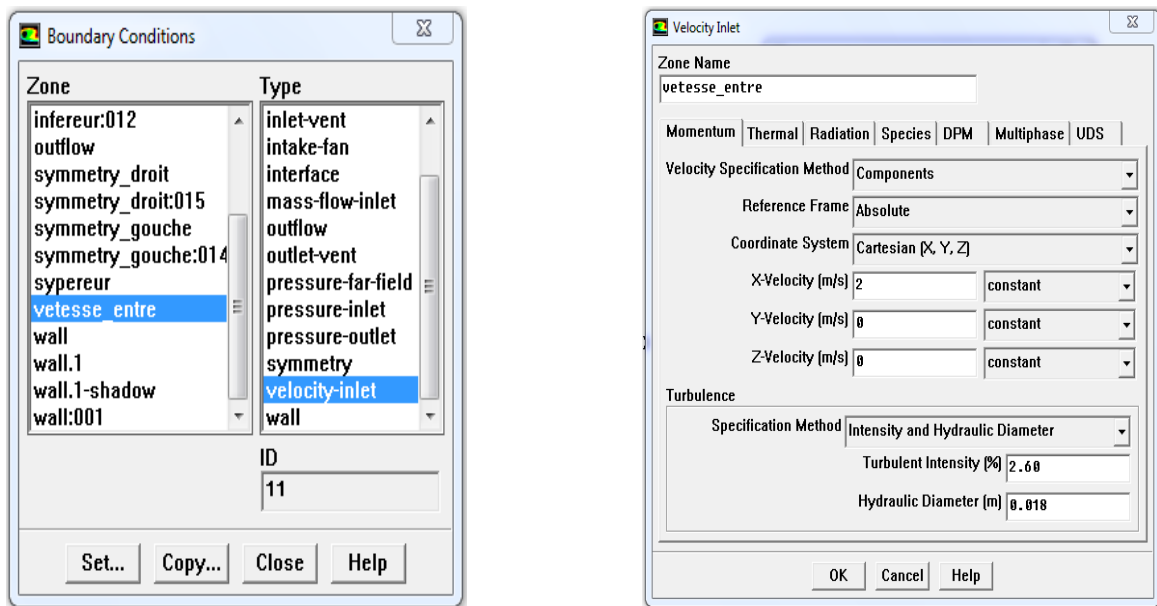 Boundary Conditions
Zone
Type
infereur:012
outflow
symmetry_droit
symmetry_droit:015
symmetry_gouche
symmetry_gouche:014
sypereur
vetesse_entre
wall
wall.1
wall.1-shadow
wall:001
inlet-vent
intake-fan
interface
mass-flow-inlet
outflow
outlet-vent
pressure-far-field
pressure-inlet
pressure-outlet
symmetry
velocity-inlet
wall
ID
11
Set... Copy... Close Help
Velocity Inlet
Zone Name
vetesse_entre
Momentum Thermal Radiation Species DPM Multiphase UDS
Velocity Specification Method Components
Reference Frame Absolute
Coordinate System Cartesian (X, Y, Z)
X-Velocity (m/s) 2 constant
Y-Velocity (m/s) 0 constant
Z-Velocity (m/s) 0 constant
Turbulence
Specification Method Intensity and Hydraulic Diameter
Turbulent Intensity (%) 2.60
Hydraulic Diameter (m) 0.018
OK Cancel Help